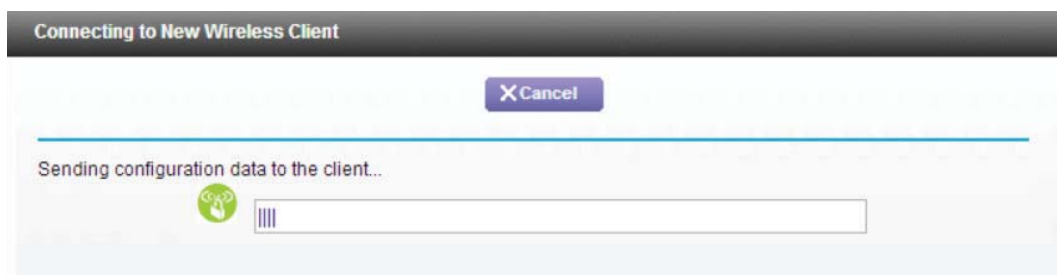 Connecting to New Wireless Client
Cancel
Sending configuration data to the client...